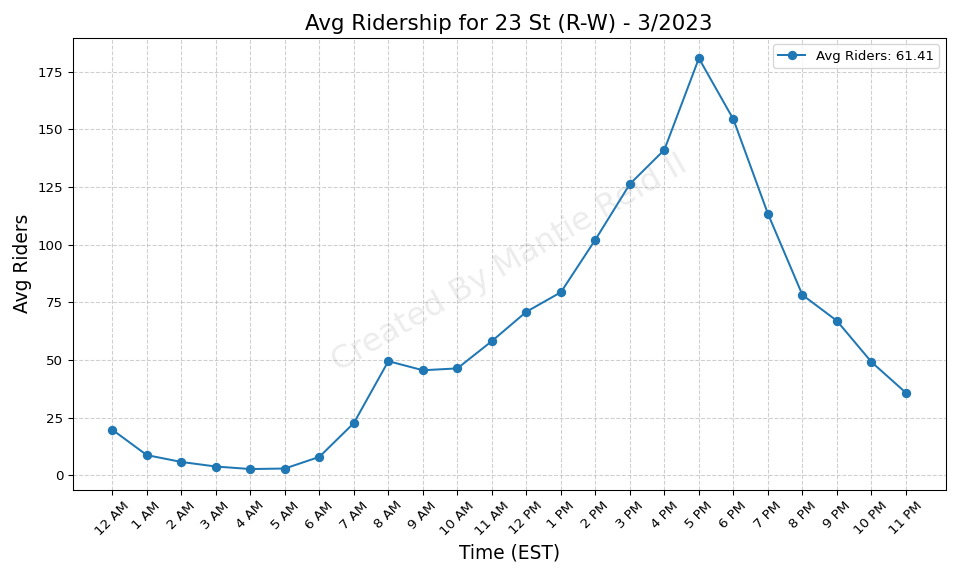 Avg Ridership for 23 St (R-W) - 3/2023
Avg Riders: 61.41
Avg Riders
175
150
125
100
75
50
25
0
Created By Mantie Reid II
12 AM
1 AM
2 AM
3 AM
4 AM
5 AM
6 AM
7 AM
8 AM
9 AM
10 AM
11 AM
12 PM
1 PM
2 PM
3 PM
4 PM
5 PM
6 PM
7 PM
8 PM
9 PM
10 PM
11 PM
Time (EST)